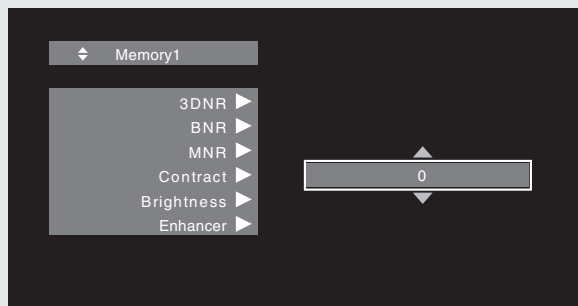 Memory1
3DNR
BNR
MNR
Contract
0
Brightness
Enhancer